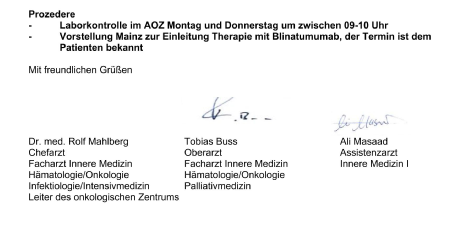 Prozedere
- Laborkontrolle im AOZ Montag und Donnerstag um zwischen 09-10 Uhr
- Vorstellung Mainz zur Einleitung Therapie mit Blinatumumab, der Termin ist dem
Patienten bekannt
Mit freundlichen Grüßen
Dr. med. Rolf Mahlberg
Chefarzt
Facharzt Innere Medizin
Hämatologie/Onkologie
Infektiologie/Intensivmedizin
Leiter des onkologischen Zentrums
Tobias Buss
Oberarzt
Facharzt Innere Medizin
Hämatologie/Onkologie
Palliativmedizin
Ali Masaad
Assistenzarzt
Innere Medizin I